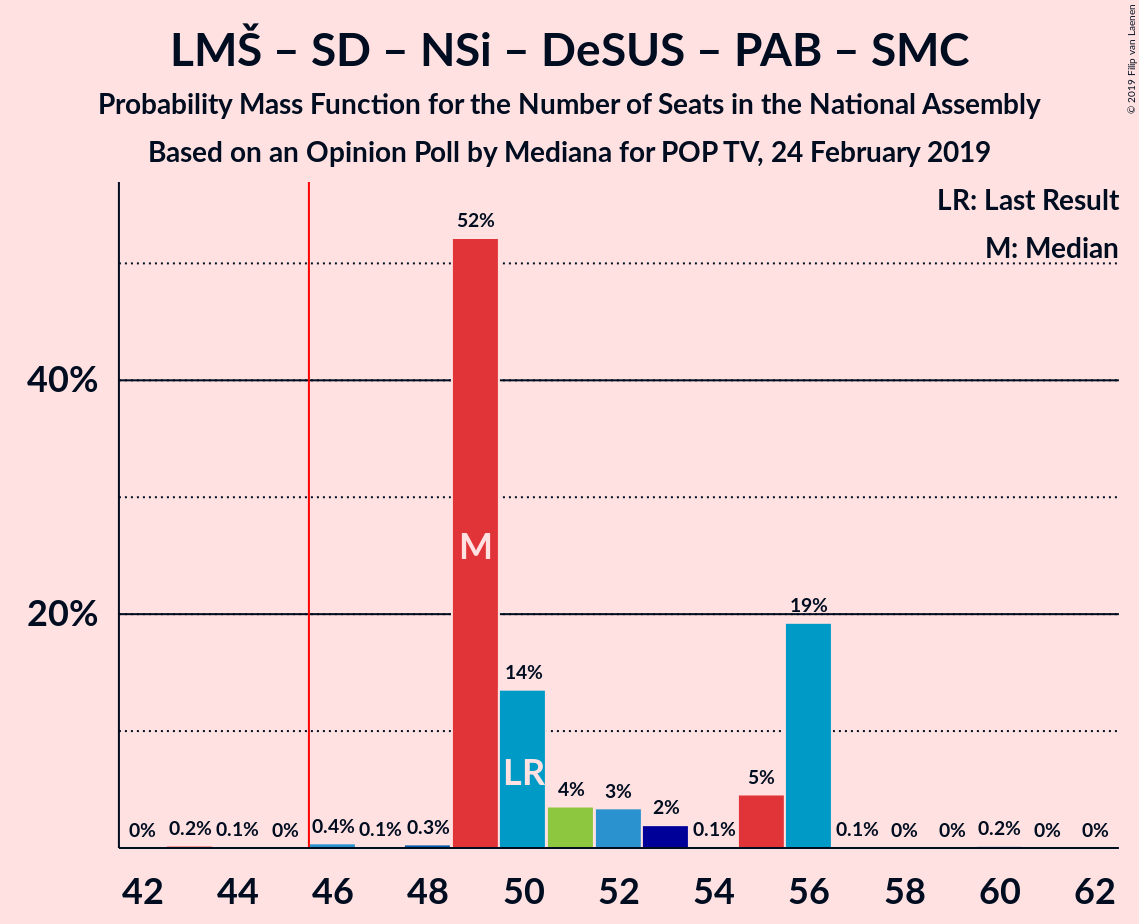 LMŠ – SD – NSi – DeSUS – PAB – SMC
Probability Mass Function for the Number of Seats in the National Assembly
Based on an Opinion Poll by Mediana for POP TV, 24 February 2019
© 2019 Filip van Laenen
LR: Last Result
M: Median
52%
40%
M
20%
19%
14%
LR
5%
4%
3%
2%
0% 0.2% 0.1% 0% 0.4% 0.1% 0.3% 0.1% 0.1% 0% 0% 0.2% 0% 0%
42 44 46 48 50 52 54 56 58 60 62